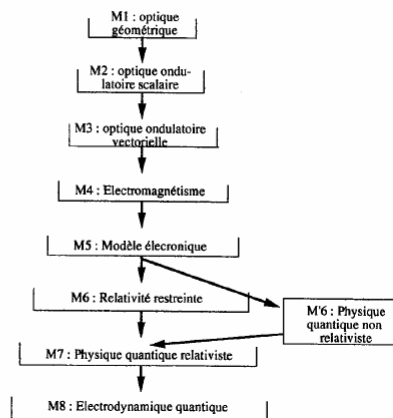 M1 : optique
géométrique
M2 : optique ondu-
latoire scalaire
M3 : optique ondulatoire
vectorielle
M4 : Electromagnétisme
M5 : Modèle élecronique
M6 : Relativité restreinte
M'6 : Physique
quantique non
relativiste
M7 : Physique quantique relativiste
M8 : Electrodynamique quantique